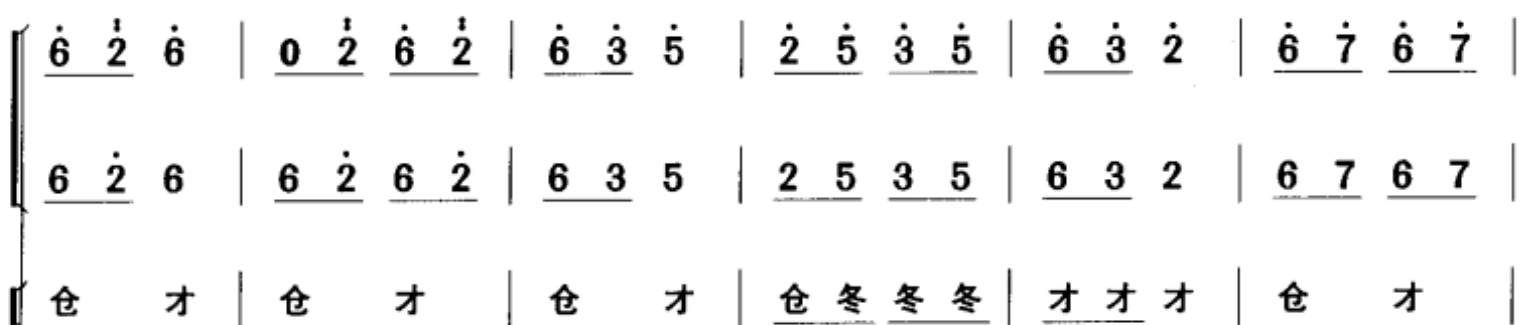 6̇ 2̈ 6̇ | 0 2̈ 6̇ 2̈ | 6̇ 3̇ 5̇ | 2̇ 5̇ 3̇ 5̇ | 6̇ 3̇ 2̇ | 6̇ 7̇ 6̇ 7̇ |
6 2̇ 6 | 6 2̇ 6 2̇ | 6 3 5 | 2 5 3 5 | 6 3 2 | 6 7 6 7 |
仓 才 | 仓 才 | 仓 才 | 仓 冬 冬 冬 | 才 才 才 | 仓 才 |